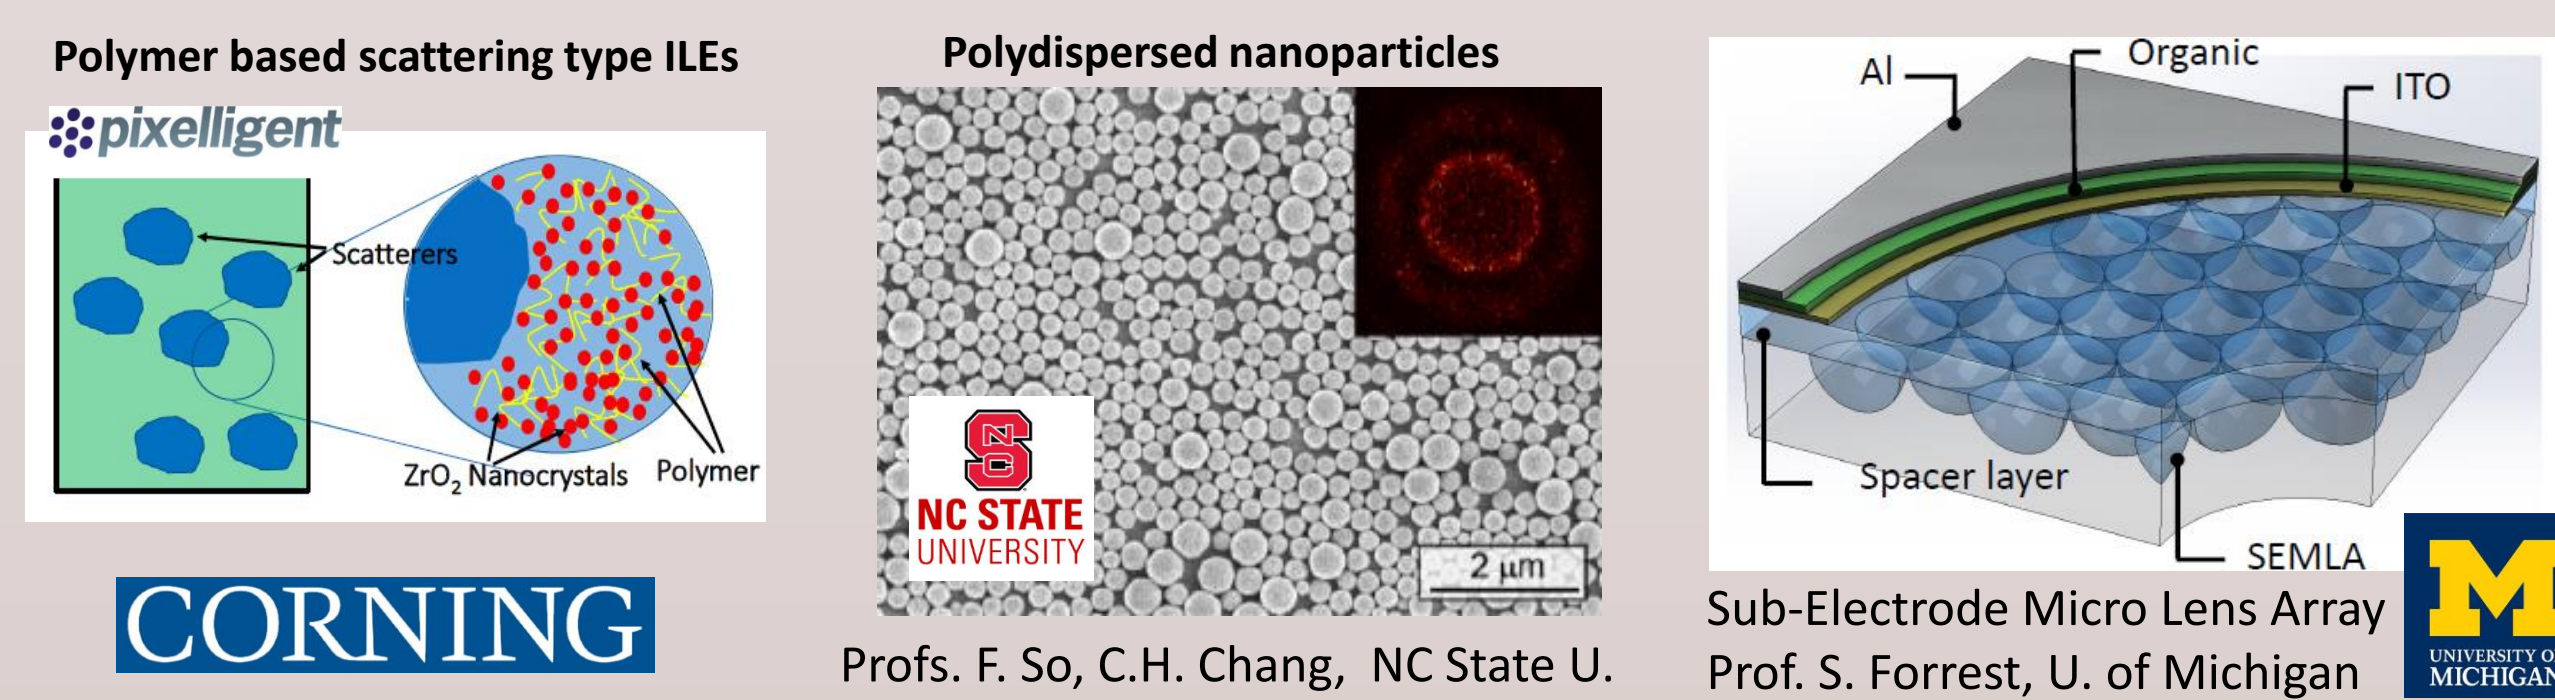 Polymer based scattering type ILEs
pixelligent
Scatterers
ZrO₂ Nanocrystals
Polymer
CORNING
Polydispersed nanoparticles
NC STATE
UNIVERSITY
2 μm
Profs. F. So, C.H. Chang, NC State U.
Al
Organic
ITO
Spacer layer
SEMLA
Sub-Electrode Micro Lens Array
Prof. S. Forrest, U. of Michigan
M
UNIVERSITY O
MICHIGAN